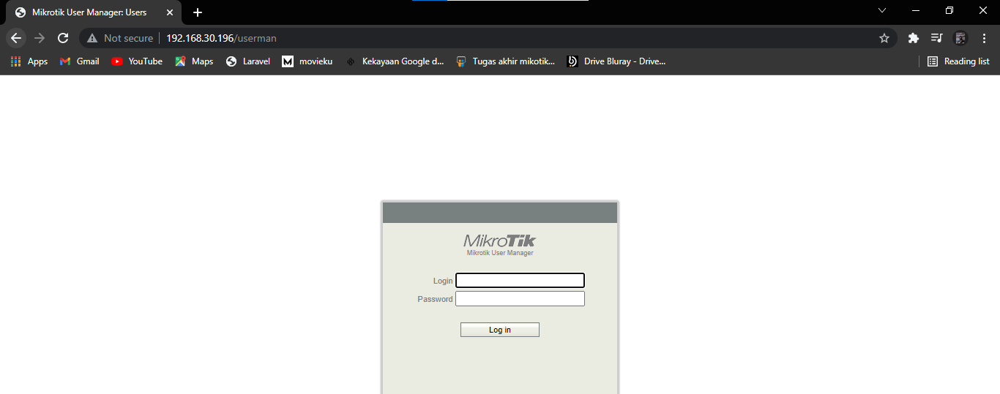 Mikrotik User Manager: Users
Not secure 192.168.30.196/userman
Apps Gmail YouTube Maps Laravel movieku Kekayaan Google d... Tugas akhir mikotik... Drive Bluray - Drive... Reading list
MikroTik
Mikrotik User Manager
Login
Password
Log in